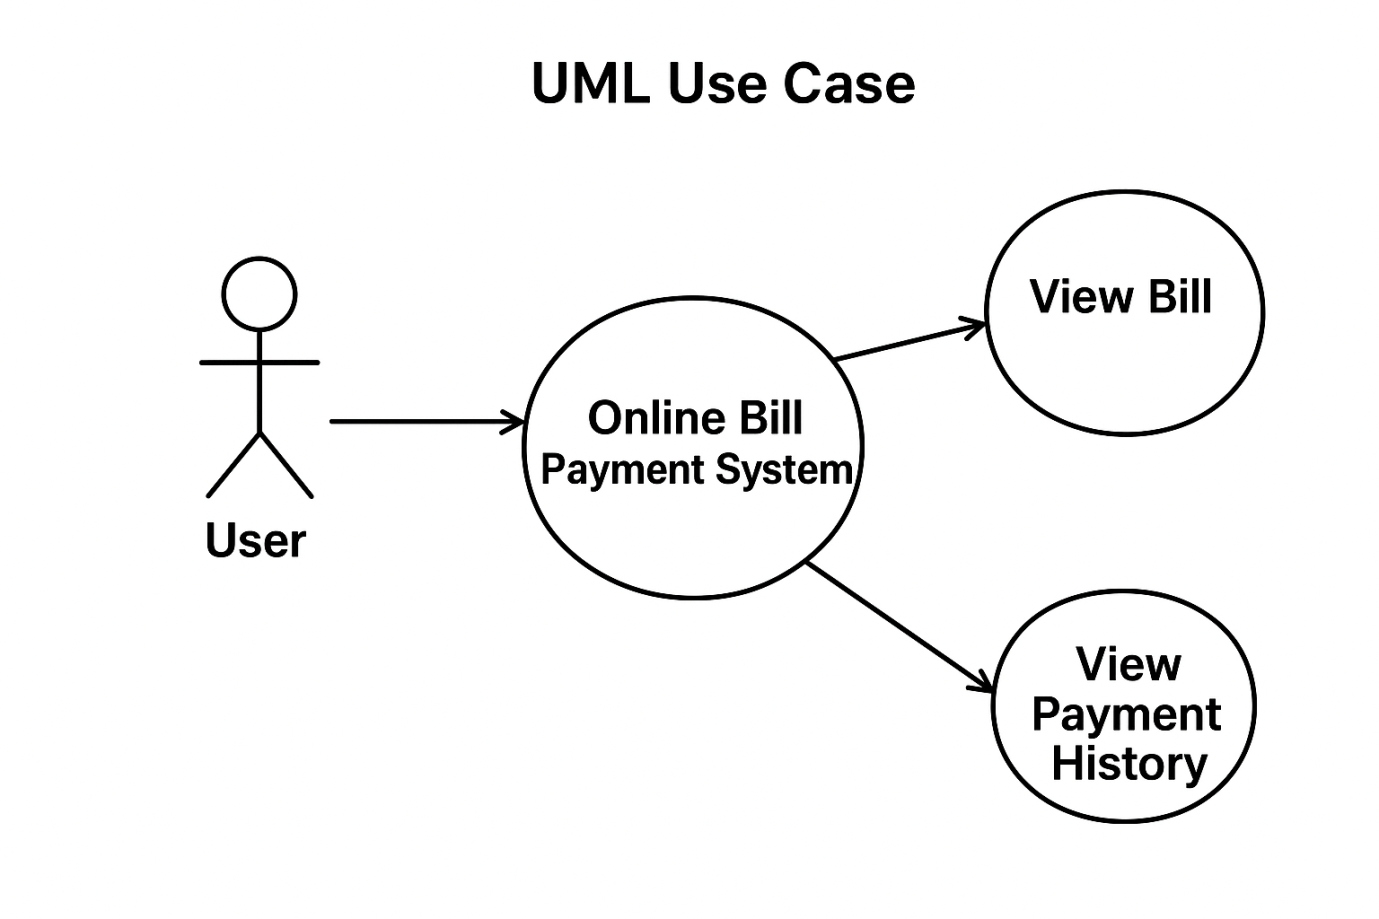 UML Use Case
User
Online Bill
Payment System
View Bill
View
Payment
History